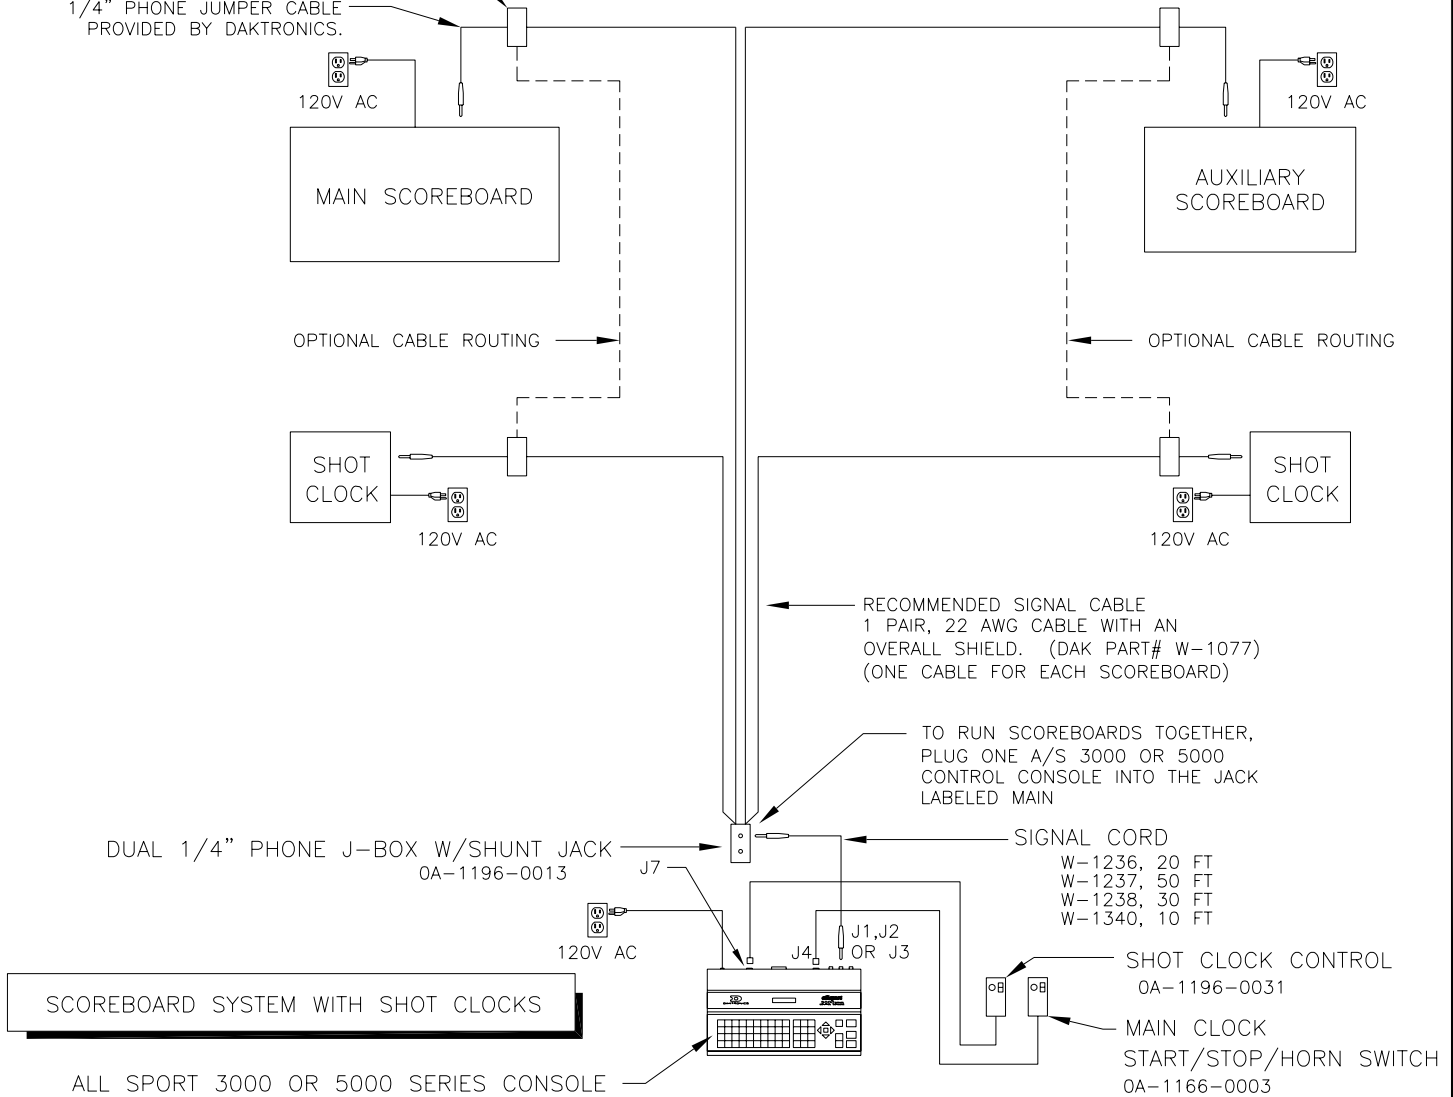 1/4" PHONE JUMPER CABLE
PROVIDED BY DAKTRONICS.
120V AC
120V AC
MAIN SCOREBOARD
AUXILIARY
SCOREBOARD
OPTIONAL CABLE ROUTING
OPTIONAL CABLE ROUTING
SHOT
CLOCK
120V AC
SHOT
CLOCK
120V AC
RECOMMENDED SIGNAL CABLE
1 PAIR, 22 AWG CABLE WITH AN
OVERALL SHIELD. (DAK PART# W-1077)
(ONE CABLE FOR EACH SCOREBOARD)
TO RUN SCOREBOARDS TOGETHER,
PLUG ONE A/S 3000 OR 5000
CONTROL CONSOLE INTO THE JACK
LABELED MAIN
DUAL 1/4" PHONE J-BOX W/SHUNT JACK
0A-1196-0013
SIGNAL CORD
W-1236, 20 FT
W-1237, 50 FT
W-1238, 30 FT
W-1340, 10 FT
J7
120V AC
J4
J1,J2
OR J3
SHOT CLOCK CONTROL
0A-1196-0031
MAIN CLOCK
START/STOP/HORN SWITCH
0A-1166-0003
SCOREBOARD SYSTEM WITH SHOT CLOCKS
DAKTRONICS
ALL SPORT 3000 OR 5000 SERIES CONSOLE